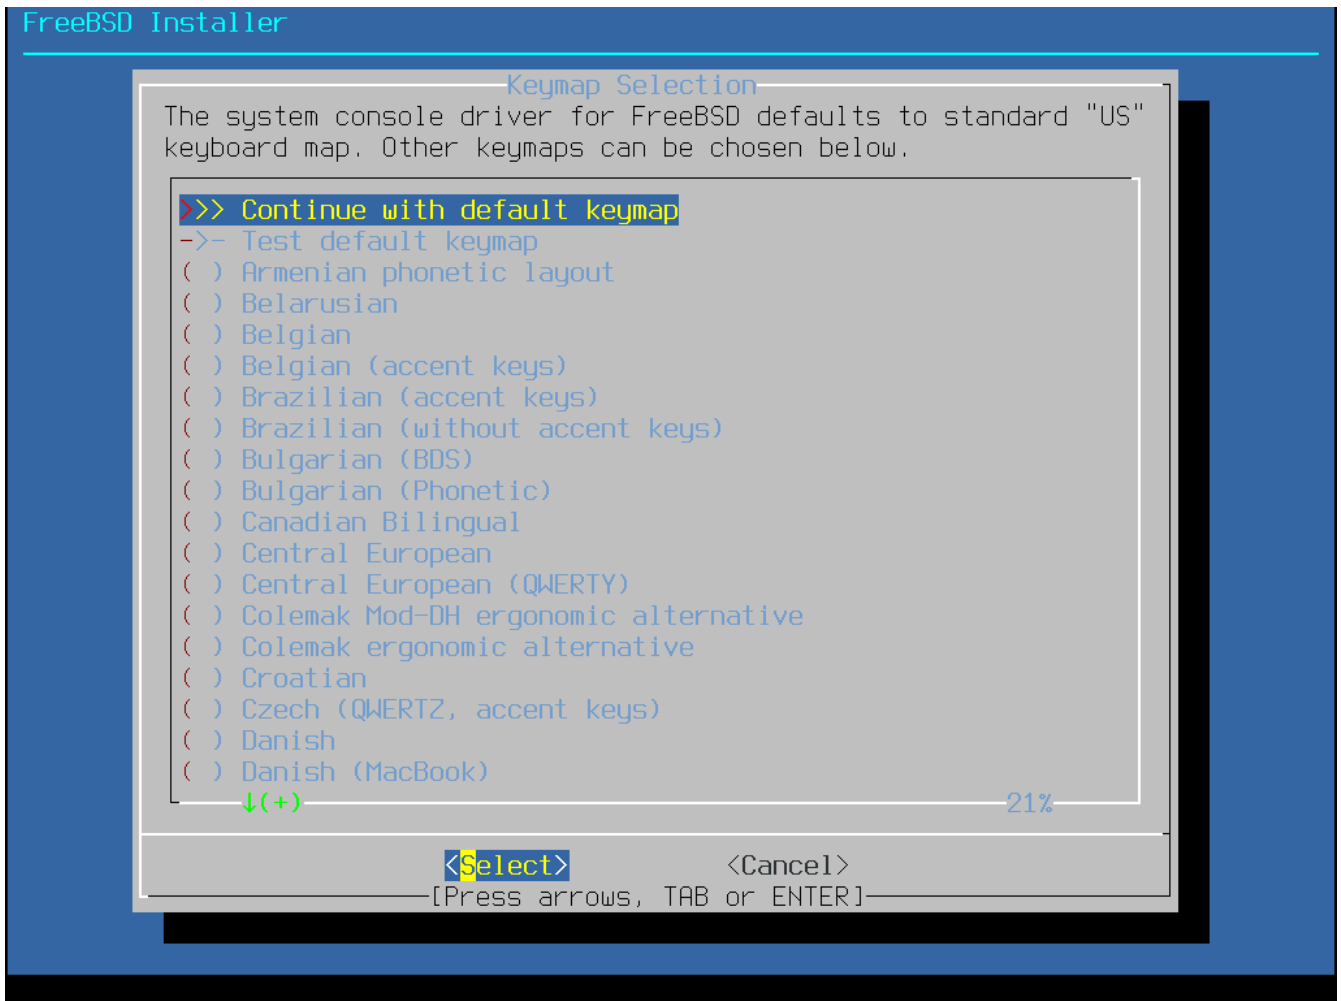 FreeBSD Installer
Keymap Selection
The system console driver for FreeBSD defaults to standard "US"
keyboard map. Other keymaps can be chosen below.
>>> Continue with default keymap
->- Test default keymap
( ) Armenian phonetic layout
( ) Belarusian
( ) Belgian
( ) Belgian (accent keys)
( ) Brazilian (accent keys)
( ) Brazilian (without accent keys)
( ) Bulgarian (BDS)
( ) Bulgarian (Phonetic)
( ) Canadian Bilingual
( ) Central European
( ) Central European (QWERTY)
( ) Colemak Mod-DH ergonomic alternative
( ) Colemak ergonomic alternative
( ) Croatian
( ) Czech (QWERTZ, accent keys)
( ) Danish
( ) Danish (MacBook)
↓(+) 21%
<Select> <Cancel>
[Press arrows, TAB or ENTER]